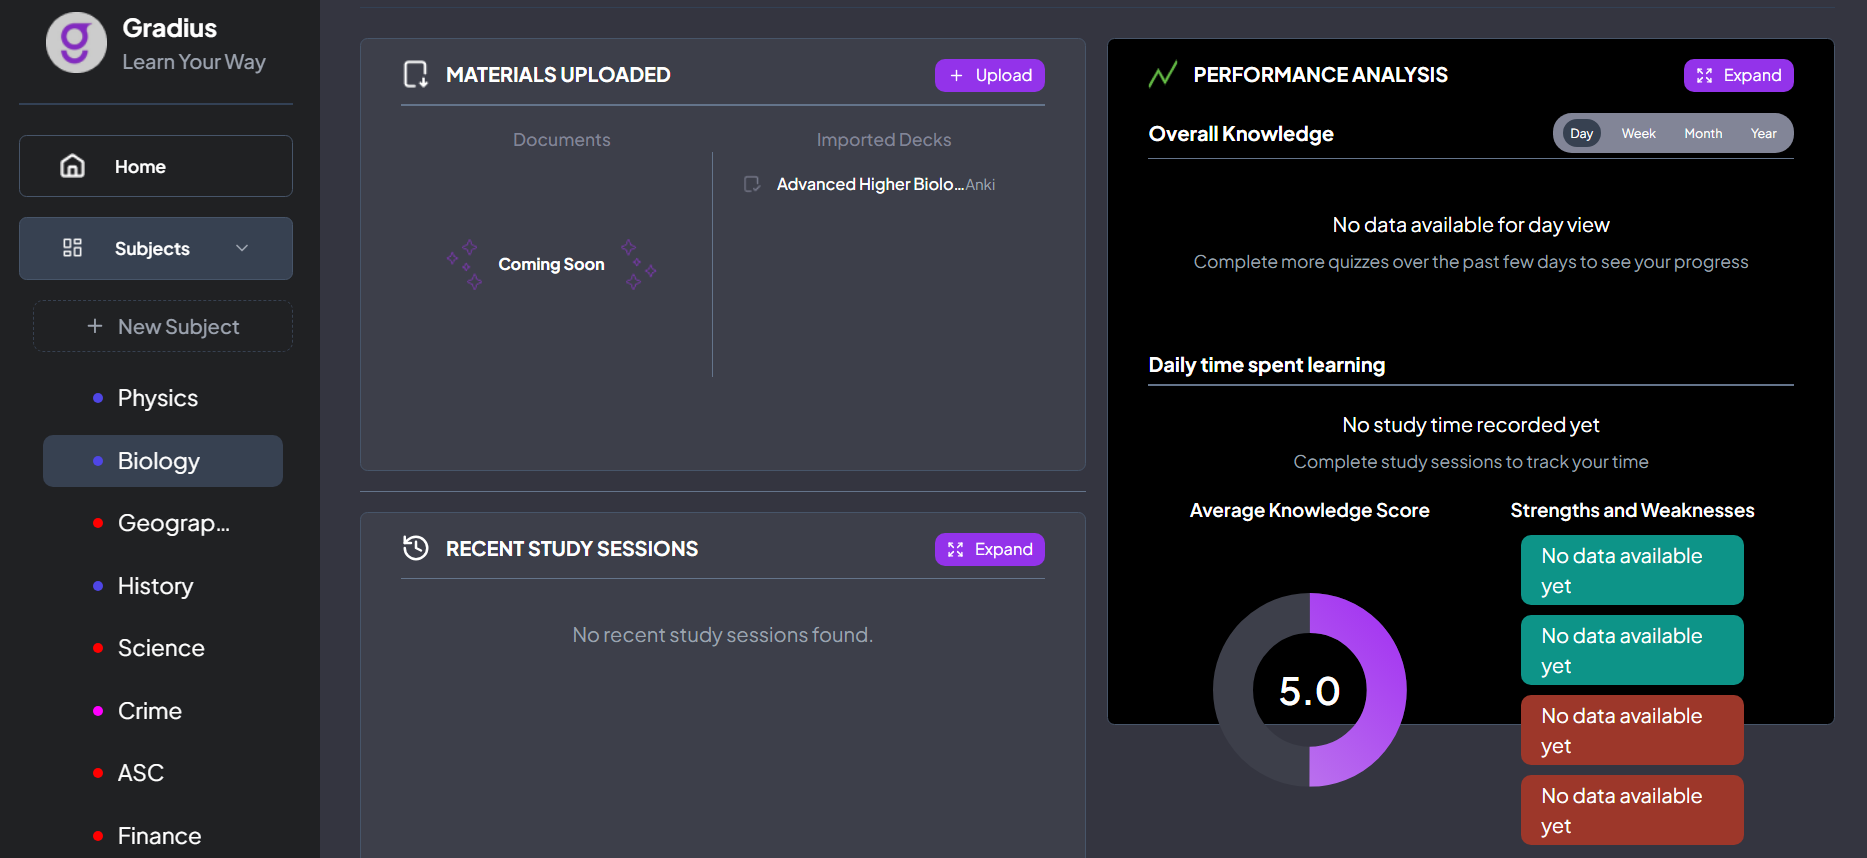 Gradius
Learn Your Way
Home
Subjects
New Subject
Physics
Biology
Geograp...
History
Science
Crime
ASC
Finance
MATERIALS UPLOADED
+ Upload
Documents
Imported Decks
Advanced Higher Biolo...Anki
Coming Soon
RECENT STUDY SESSIONS
Expand
No recent study sessions found.
PERFORMANCE ANALYSIS
Expand
Overall Knowledge
Day Week Month Year
No data available for day view
Complete more quizzes over the past few days to see your progress
Daily time spent learning
No study time recorded yet
Complete study sessions to track your time
Average Knowledge Score
5.0
Strengths and Weaknesses
No data available
yet
No data available
yet
No data available
yet
No data available
yet